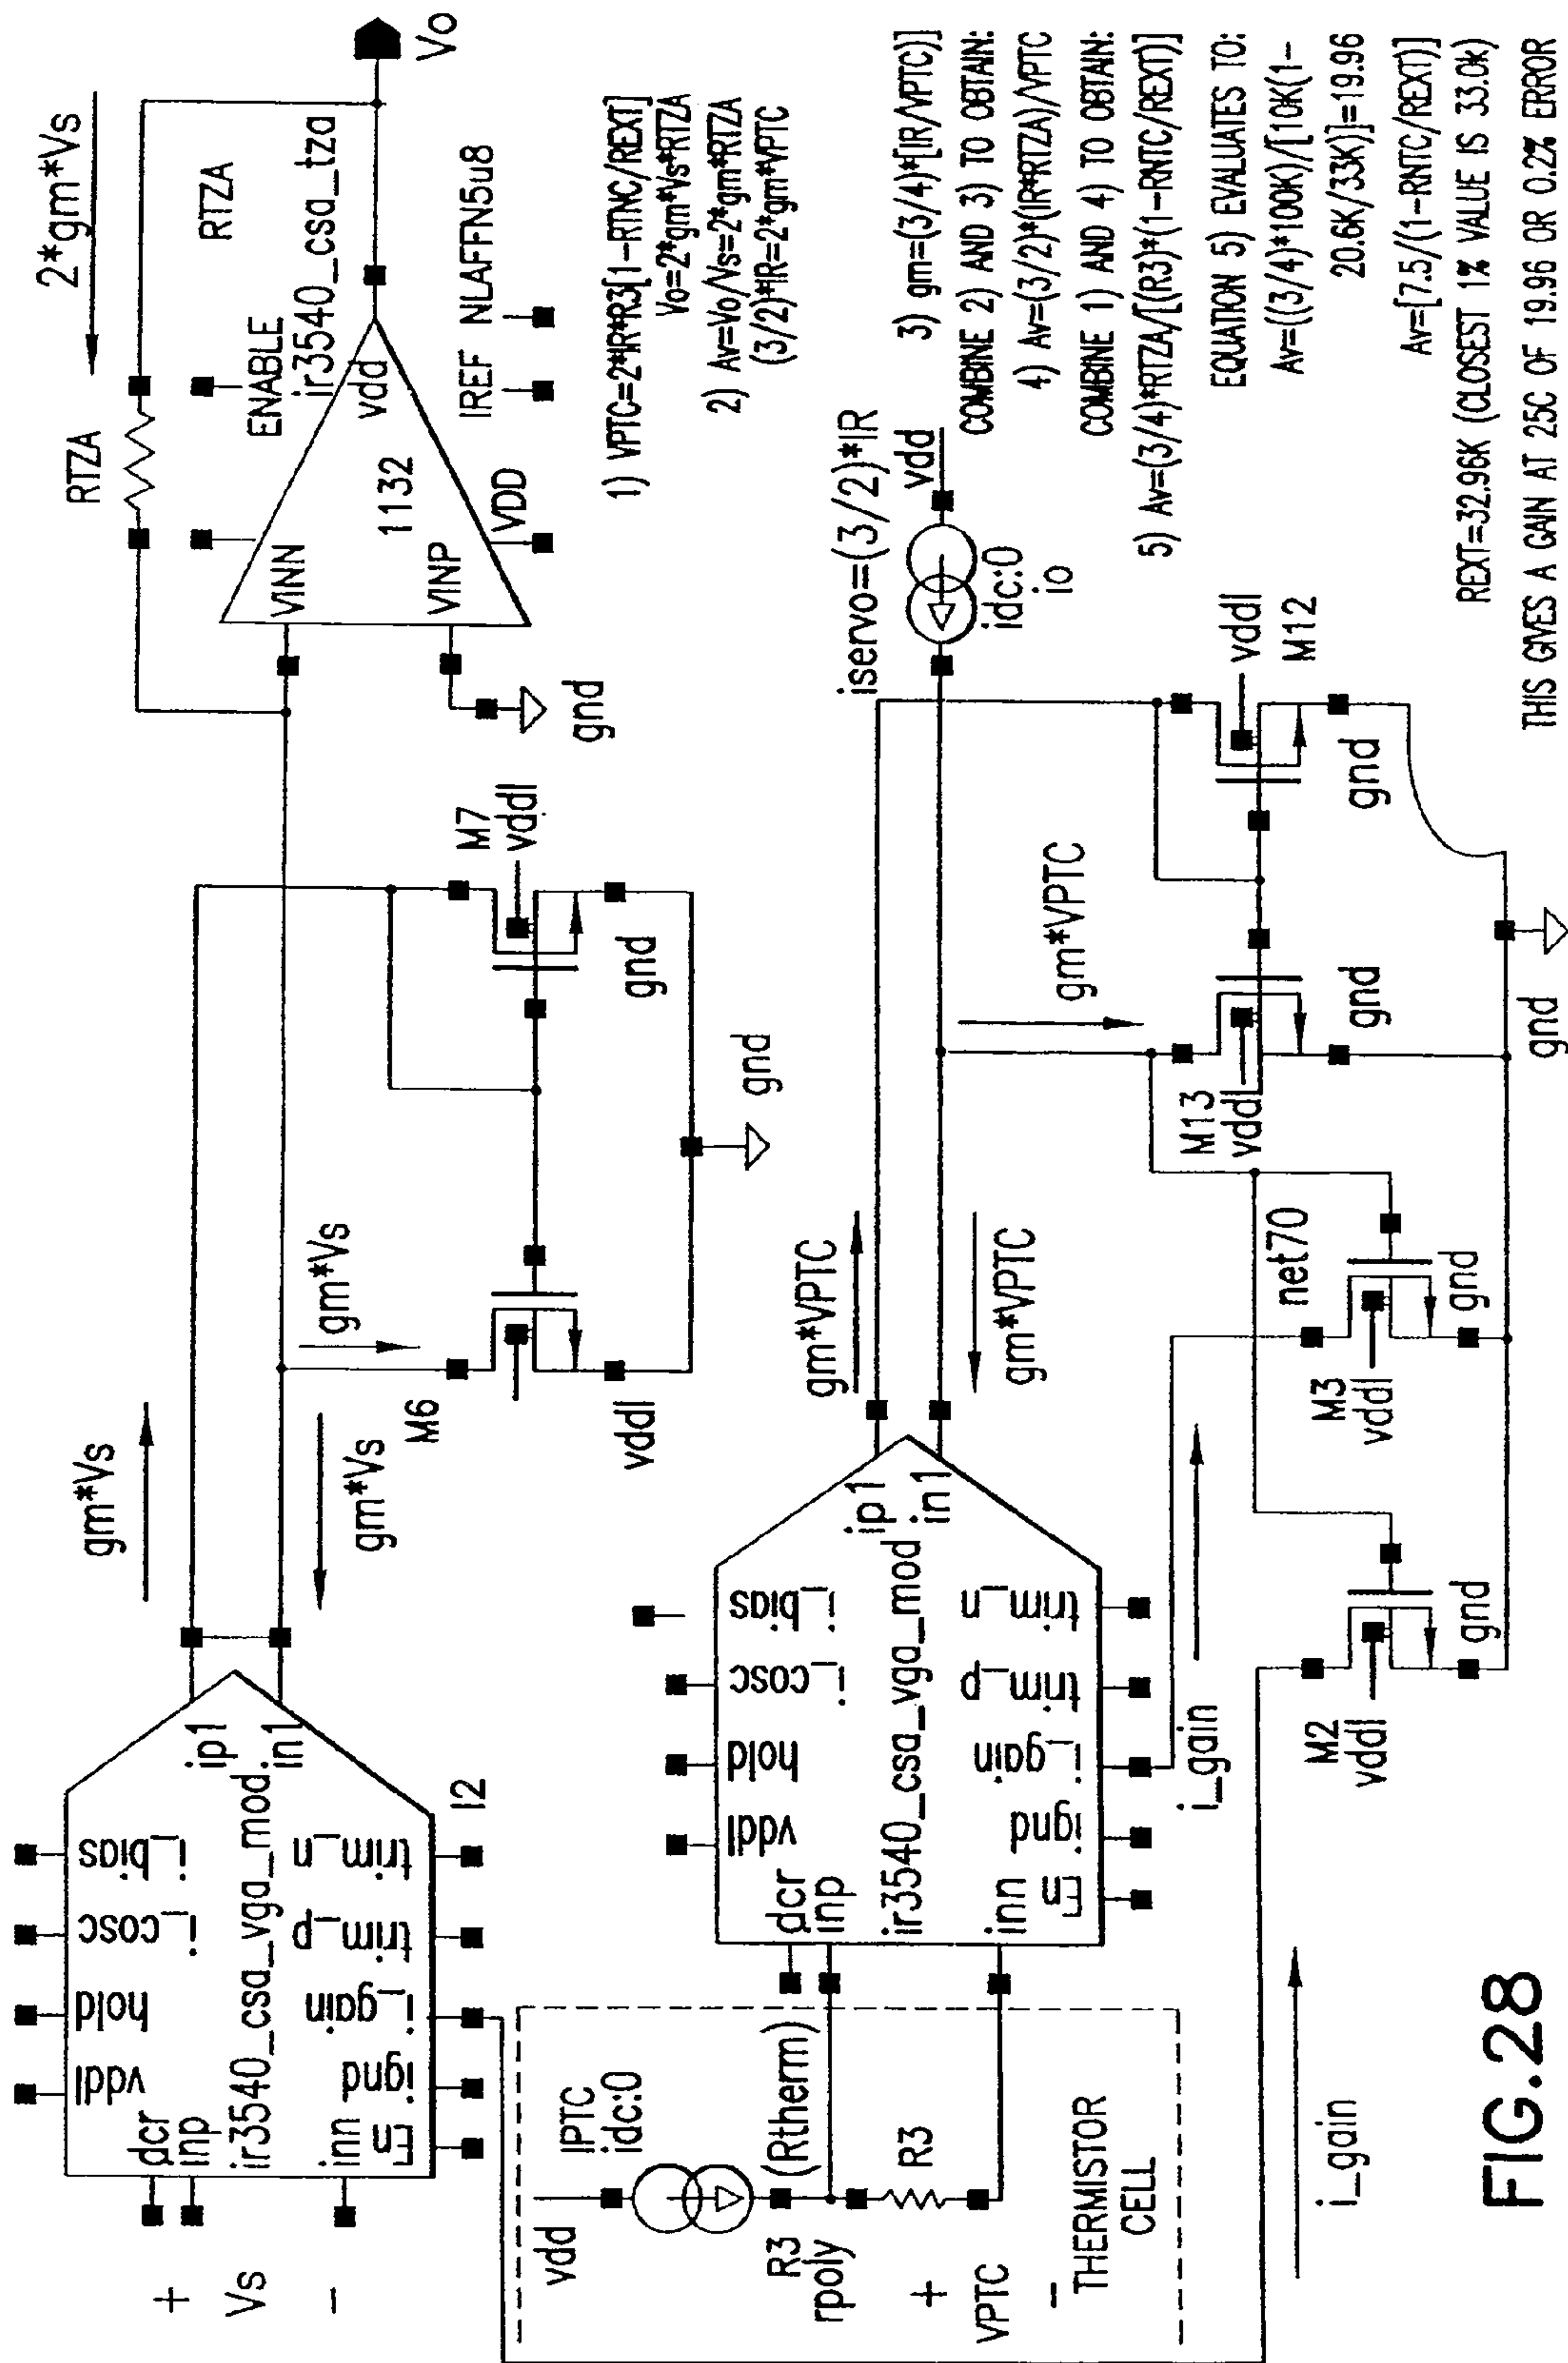 2*gm*Vs
RTZA
RTZA
ENABLE
ir3540_csa_tza
vdd
VINN
1132
VINP
VDD
IREF
NLAFFN5u8
Vo
gnd
gm*Vs
gm*Vs
gm*Vs
M6
vddl
M7
vddl
gnd
gnd
vddl
hold
i_cosc
i_bias
dcr
inp
ir3540_csa_vga_mod
ip1
in1
inn
ignd
i_gain
trim_p
trim_n
I2
+
Vs
-
1) VPTC=2*IR*R3[1-RTNC/REXT]
Vo=2*gm*Vs*RTZA
2) Av=Vo/Vs=2*gm*RTZA
(3/2)*IR=2*gm*VPTC
3) gm=(3/4)*[IR/VPTC)]
COMBINE 2) AND 3) TO OBTAIN:
4) Av=(3/2)*(IR*RTZA)/VPTC
COMBINE 1) AND 4) TO OBTAIN:
5) Av=(3/4)*RTZA/[(R3)*(1-RNTC/REXT)]
EQUATION 5) EVALUATES TO:
Av=((3/4)*100K)/[10K(1-
20.6K/33K)]=19.96
Av=[7.5/(1-RNTC/REXT)]
REXT=32.96K (CLOSEST 1% VALUE IS 33.0k)
THIS GIVES A GAIN AT 25C OF 19.96 OR 0.2% ERROR
iservo=(3/2)*IR
vdd
idc:0
io
vdd
IPTC
idc:0
(Rtherm)
R3
rpoly
R3
+
VPTC
-
THERMISTOR
CELL
vddl
hold
i_cosc
i_bias
dcr
inp
ir3540_csa_vga_mod
ip1
in1
inn
ignd
i_gain
trim_p
trim_n
gm*VPTC
gm*VPTC
gm*VPTC
M13
vddl
gnd
vddl
M12
gnd
net70
M3
vddl
gnd
M2
vddl
gnd
gnd
i_gain
i_gain
FIG.28